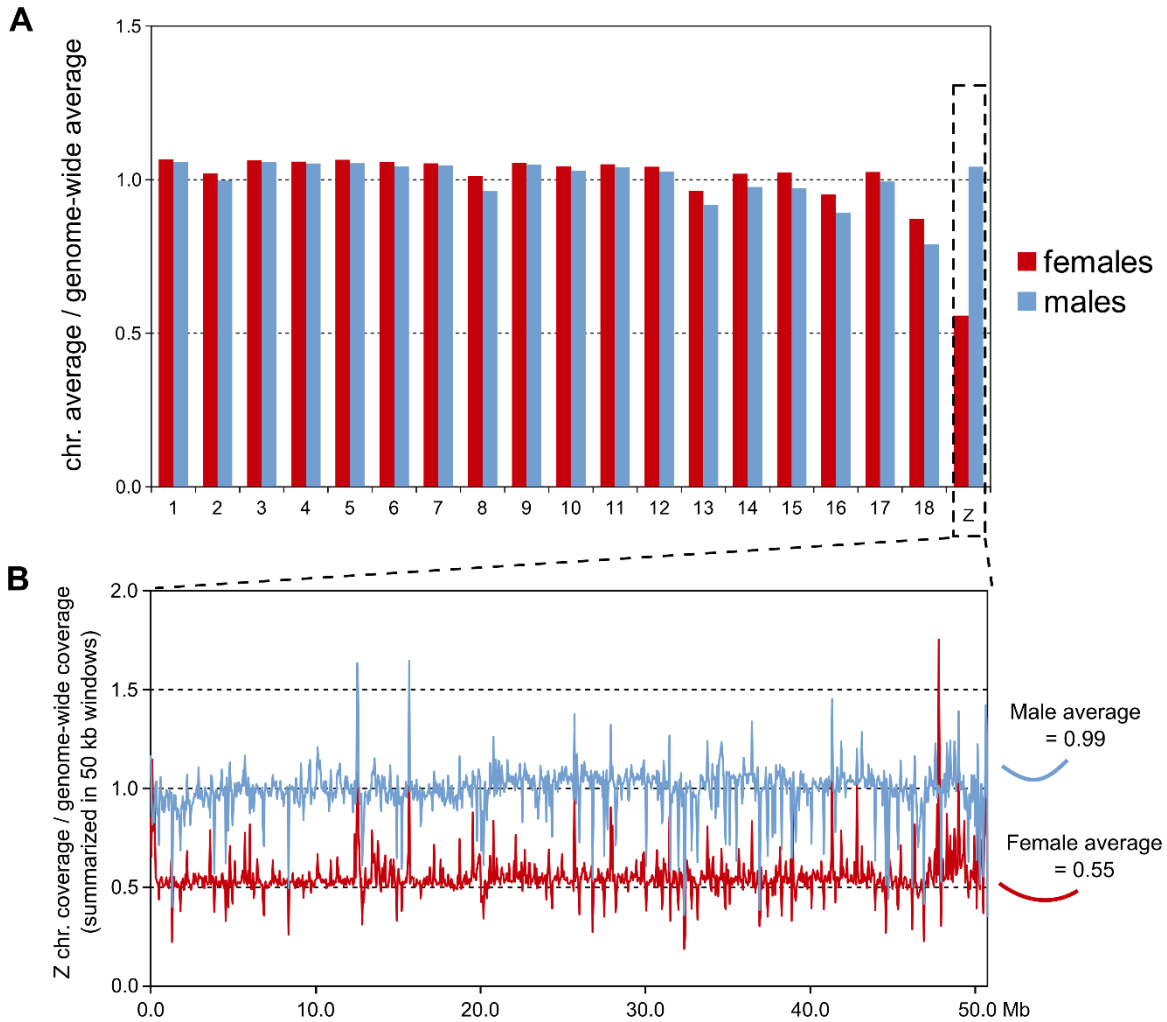 A
chr. average / genome-wide average
1.5
1.0
0.5
0.0
1 2 3 4 5 6 7 8 9 10 11 12 13 14 15 16 17 18 Z
females
males
B
Z chr. coverage / genome-wide coverage
(summarized in 50 kb windows)
2.0
1.5
1.0
0.5
0.0
0.0 10.0 20.0 30.0 40.0 50.0 Mb
Male average
= 0.99
Female average
= 0.55